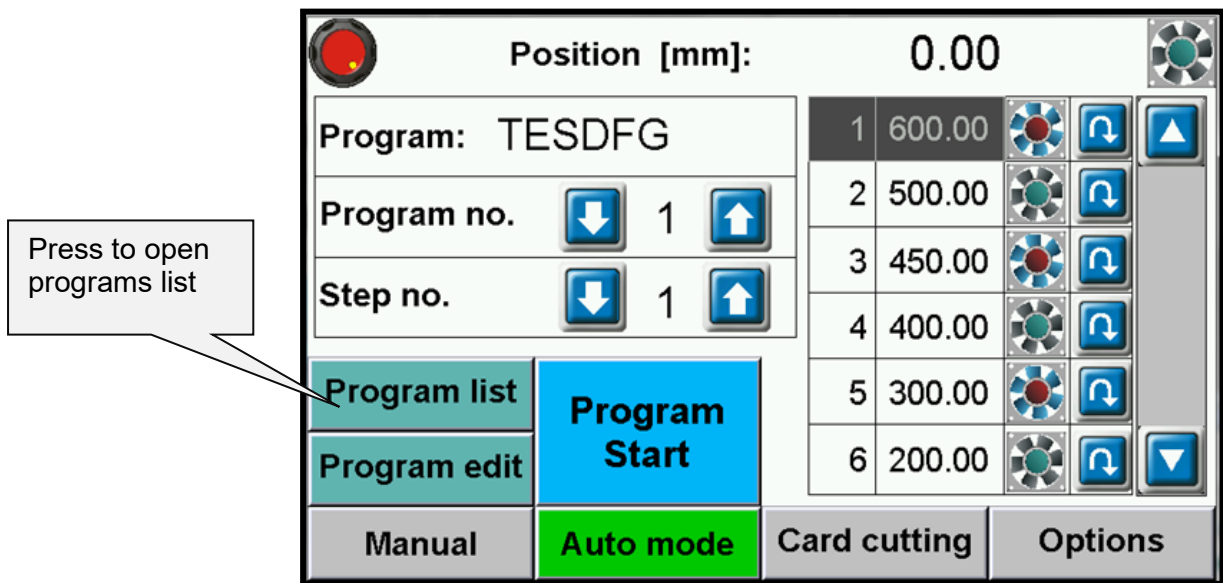 Position [mm]: 0.00
Program: TESDFG
Program no. 1
Step no. 1
1 600.00
2 500.00
3 450.00
4 400.00
5 300.00
6 200.00
Press to open
programs list
Program list
Program edit
Program
Start
Manual
Auto mode
Card cutting
Options